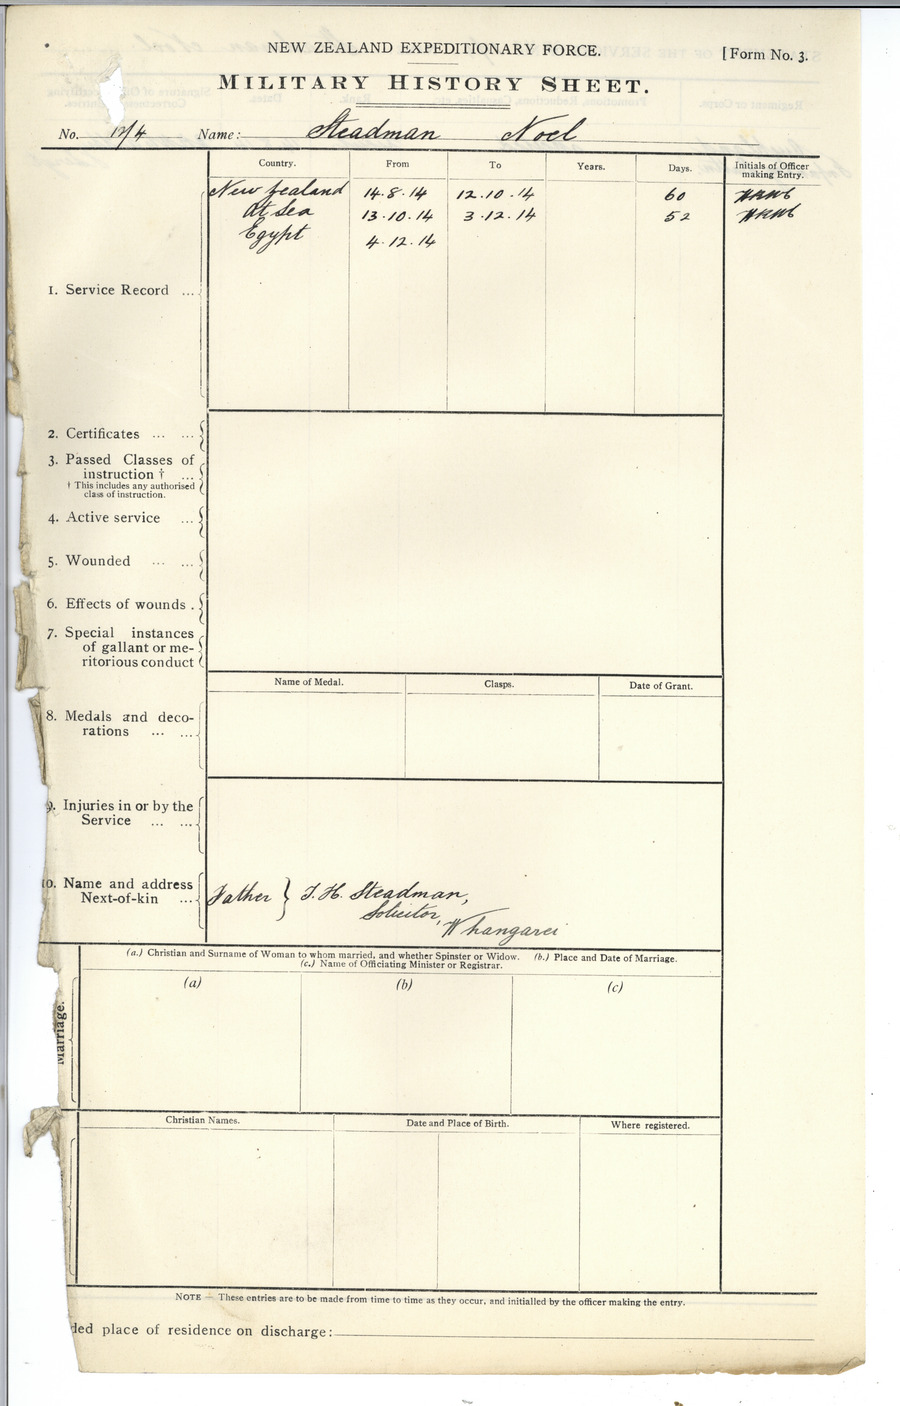 NEW ZEALAND EXPEDITIONARY FORCE.
[Form No. 3.
MILITARY HISTORY SHEET.
No. 12/4 Name: Steadman Noel
Country. From To Years. Days. Initials of Officer making Entry.
New Zealand 14.8.14 12.10.14 60
At Sea 13.10.14 3.12.14 52
Egypt 4.12.14
1. Service Record ...
2. Certificates ... ...
3. Passed Classes of
instruction † ...
† This includes any authorised
class of instruction.
4. Active service ...
5. Wounded ... ...
6. Effects of wounds .
7. Special instances
of gallant or me-
ritorious conduct
Name of Medal. Clasps. Date of Grant.
8. Medals and deco-
rations ... ...
9. Injuries in or by the
Service ... ...
10. Name and address
Next-of-kin ...
Father } T. H. Steadman,
Solicitor,
Whangarei
(a.) Christian and Surname of Woman to whom married, and whether Spinster or Widow. (b.) Place and Date of Marriage.
(c.) Name of Officiating Minister or Registrar.
(a) (b) (c)
Marriage.
Christian Names. Date and Place of Birth. Where registered.
NOTE — These entries are to be made from time to time as they occur, and initialled by the officer making the entry.
ded place of residence on discharge: